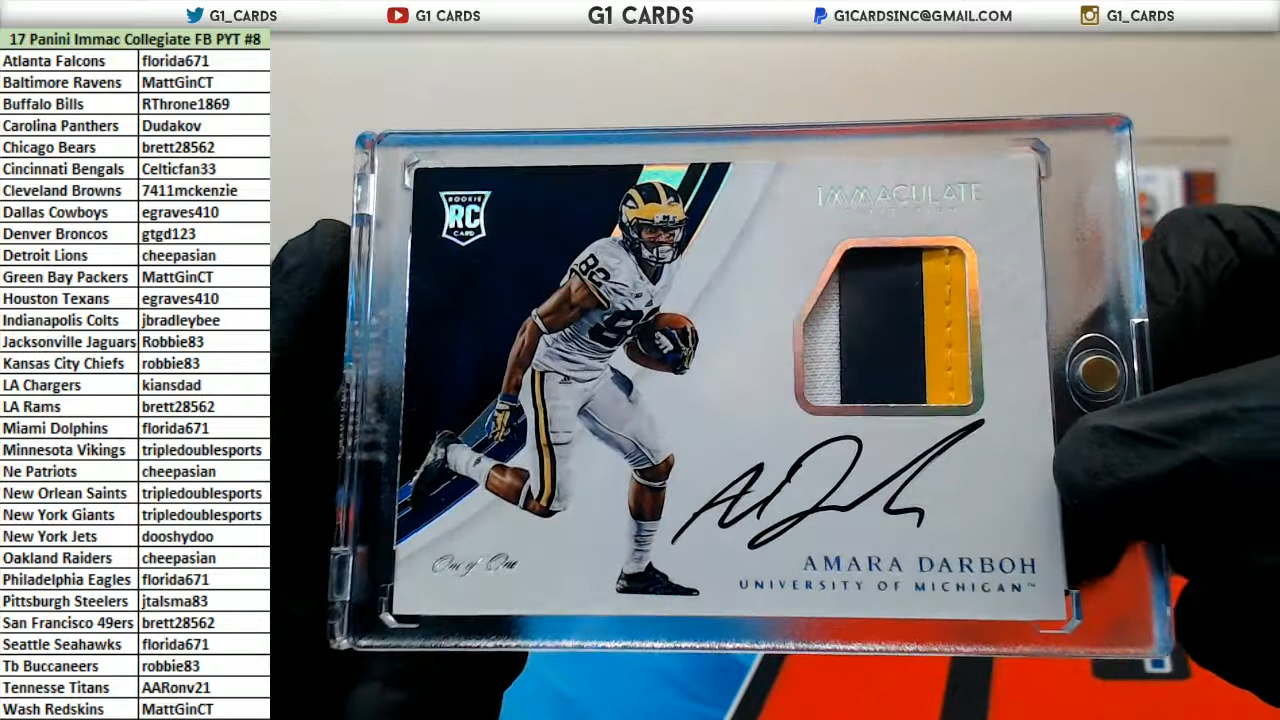 G1_CARDS
G1 CARDS
G1 CARDS
G1CARDSINC@GMAIL.COM
G1_CARDS
17 Panini Immac Collegiate FB PYT #8
Atlanta Falcons florida671
Baltimore Ravens MattGinCT
Buffalo Bills RThrone1869
Carolina Panthers Dudakov
Chicago Bears brett28562
Cincinnati Bengals Celticfan33
Cleveland Browns 7411mckenzie
Dallas Cowboys egraves410
Denver Broncos gtgd123
Detroit Lions cheepasian
Green Bay Packers MattGinCT
Houston Texans egraves410
Indianapolis Colts jbradleybee
Jacksonville Jaguars Robbie83
Kansas City Chiefs robbie83
LA Chargers kiansdad
LA Rams brett28562
Miami Dolphins florida671
Minnesota Vikings tripledoublesports
Ne Patriots cheepasian
New Orlean Saints tripledoublesports
New York Giants tripledoublesports
New York Jets dooshydoo
Oakland Raiders cheepasian
Philadelphia Eagles florida671
Pittsburgh Steelers jtalsma83
San Francisco 49ers brett28562
Seattle Seahawks florida671
Tb Buccaneers robbie83
Tennesse Titans AARonv21
Wash Redskins MattGinCT
ROOKIE
RC
CARD
IMMACULATE
82
82
One of One
AMARA DARBOH
UNIVERSITY OF MICHIGAN™